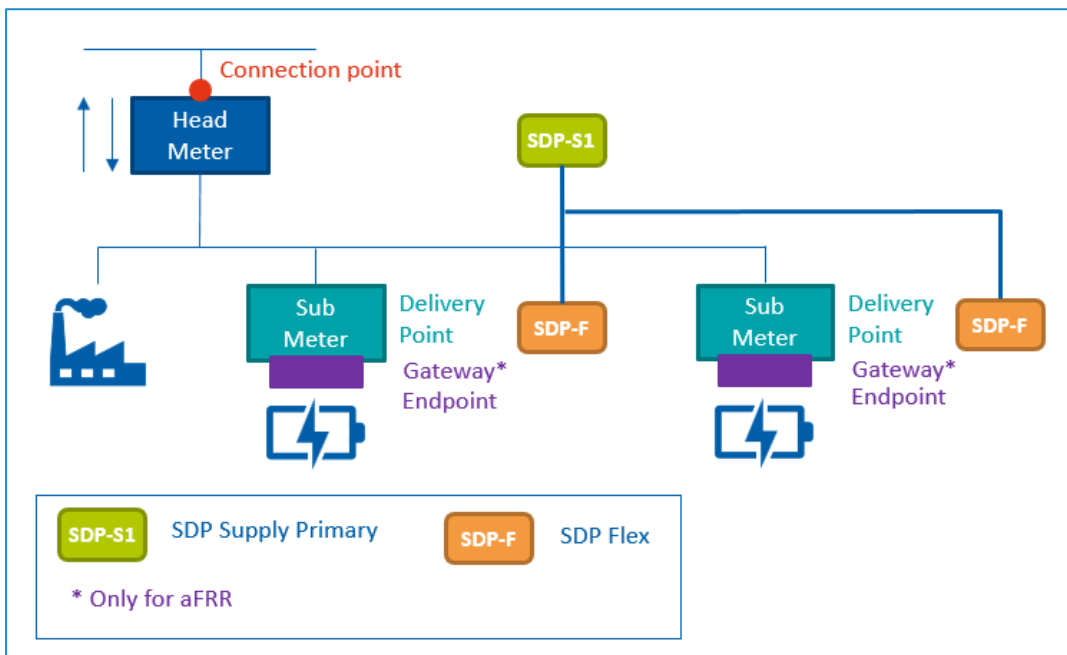 Connection point
Head
Meter
SDP-S1
Sub
Meter
Delivery
Point
Gateway*
Endpoint
SDP-F
Sub
Meter
Delivery
Point
Gateway*
Endpoint
SDP-F
SDP-S1
SDP Supply Primary
SDP-F
SDP Flex
* Only for aFRR